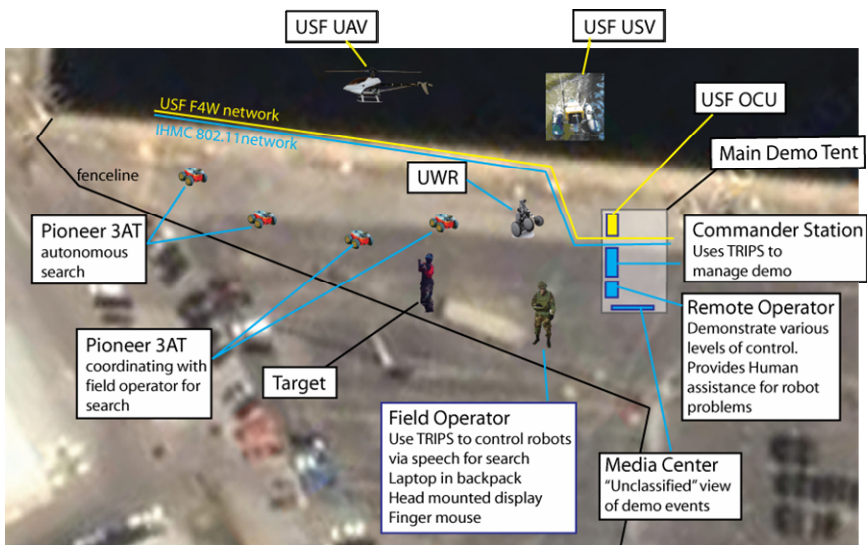 USF UAV
USF USV
USF OCU
Main Demo Tent
USF F4W network
IHMC 802.11network
fenceline
UWR
Commander Station
Uses TRIPS to
manage demo
Pioneer 3AT
autonomous
search
Remote Operator
Demonstrate various
levels of control.
Provides Human
assistance for robot
problems
Pioneer 3AT
coordinating with
field operator for
search
Target
Field Operator
Use TRIPS to control robots
via speech for search
Laptop in backpack
Head mounted display
Finger mouse
Media Center
“Unclassified” view
of demo events